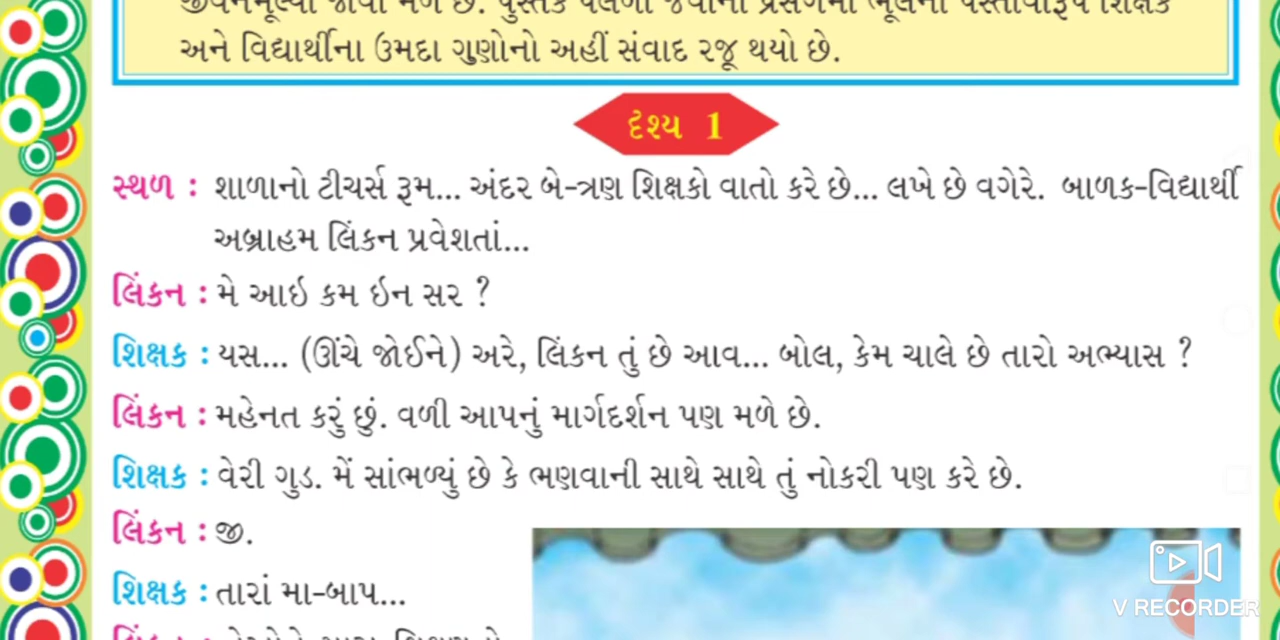 અને વિદ્યાર્થીના ઉમદા ગુણોનો અહીં સંવાદ રજૂ થયો છે.
દૃશ્ય 1
સ્થળ : શાળાનો ટીચર્સ રૂમ... અંદર બે-ત્રણ શિક્ષકો વાતો કરે છે... લખે છે વગેરે. બાળક-વિદ્યાર્થી
અબ્રાહમ લિંકન પ્રવેશતાં...
લિંકન : મે આઇ કમ ઇન સર ?
શિક્ષક : યસ... (ઊંચે જોઈને) અરે, લિંકન તું છે આવ... બોલ, કેમ ચાલે છે તારો અભ્યાસ ?
લિંકન : મહેનત કરું છું. વળી આપનું માર્ગદર્શન પણ મળે છે.
શિક્ષક : વેરી ગુડ. મેં સાંભળ્યું છે કે ભણવાની સાથે સાથે તું નોકરી પણ કરે છે.
લિંકન : જી.
શિક્ષક : તારાં મા-બાપ...
V RECORDER